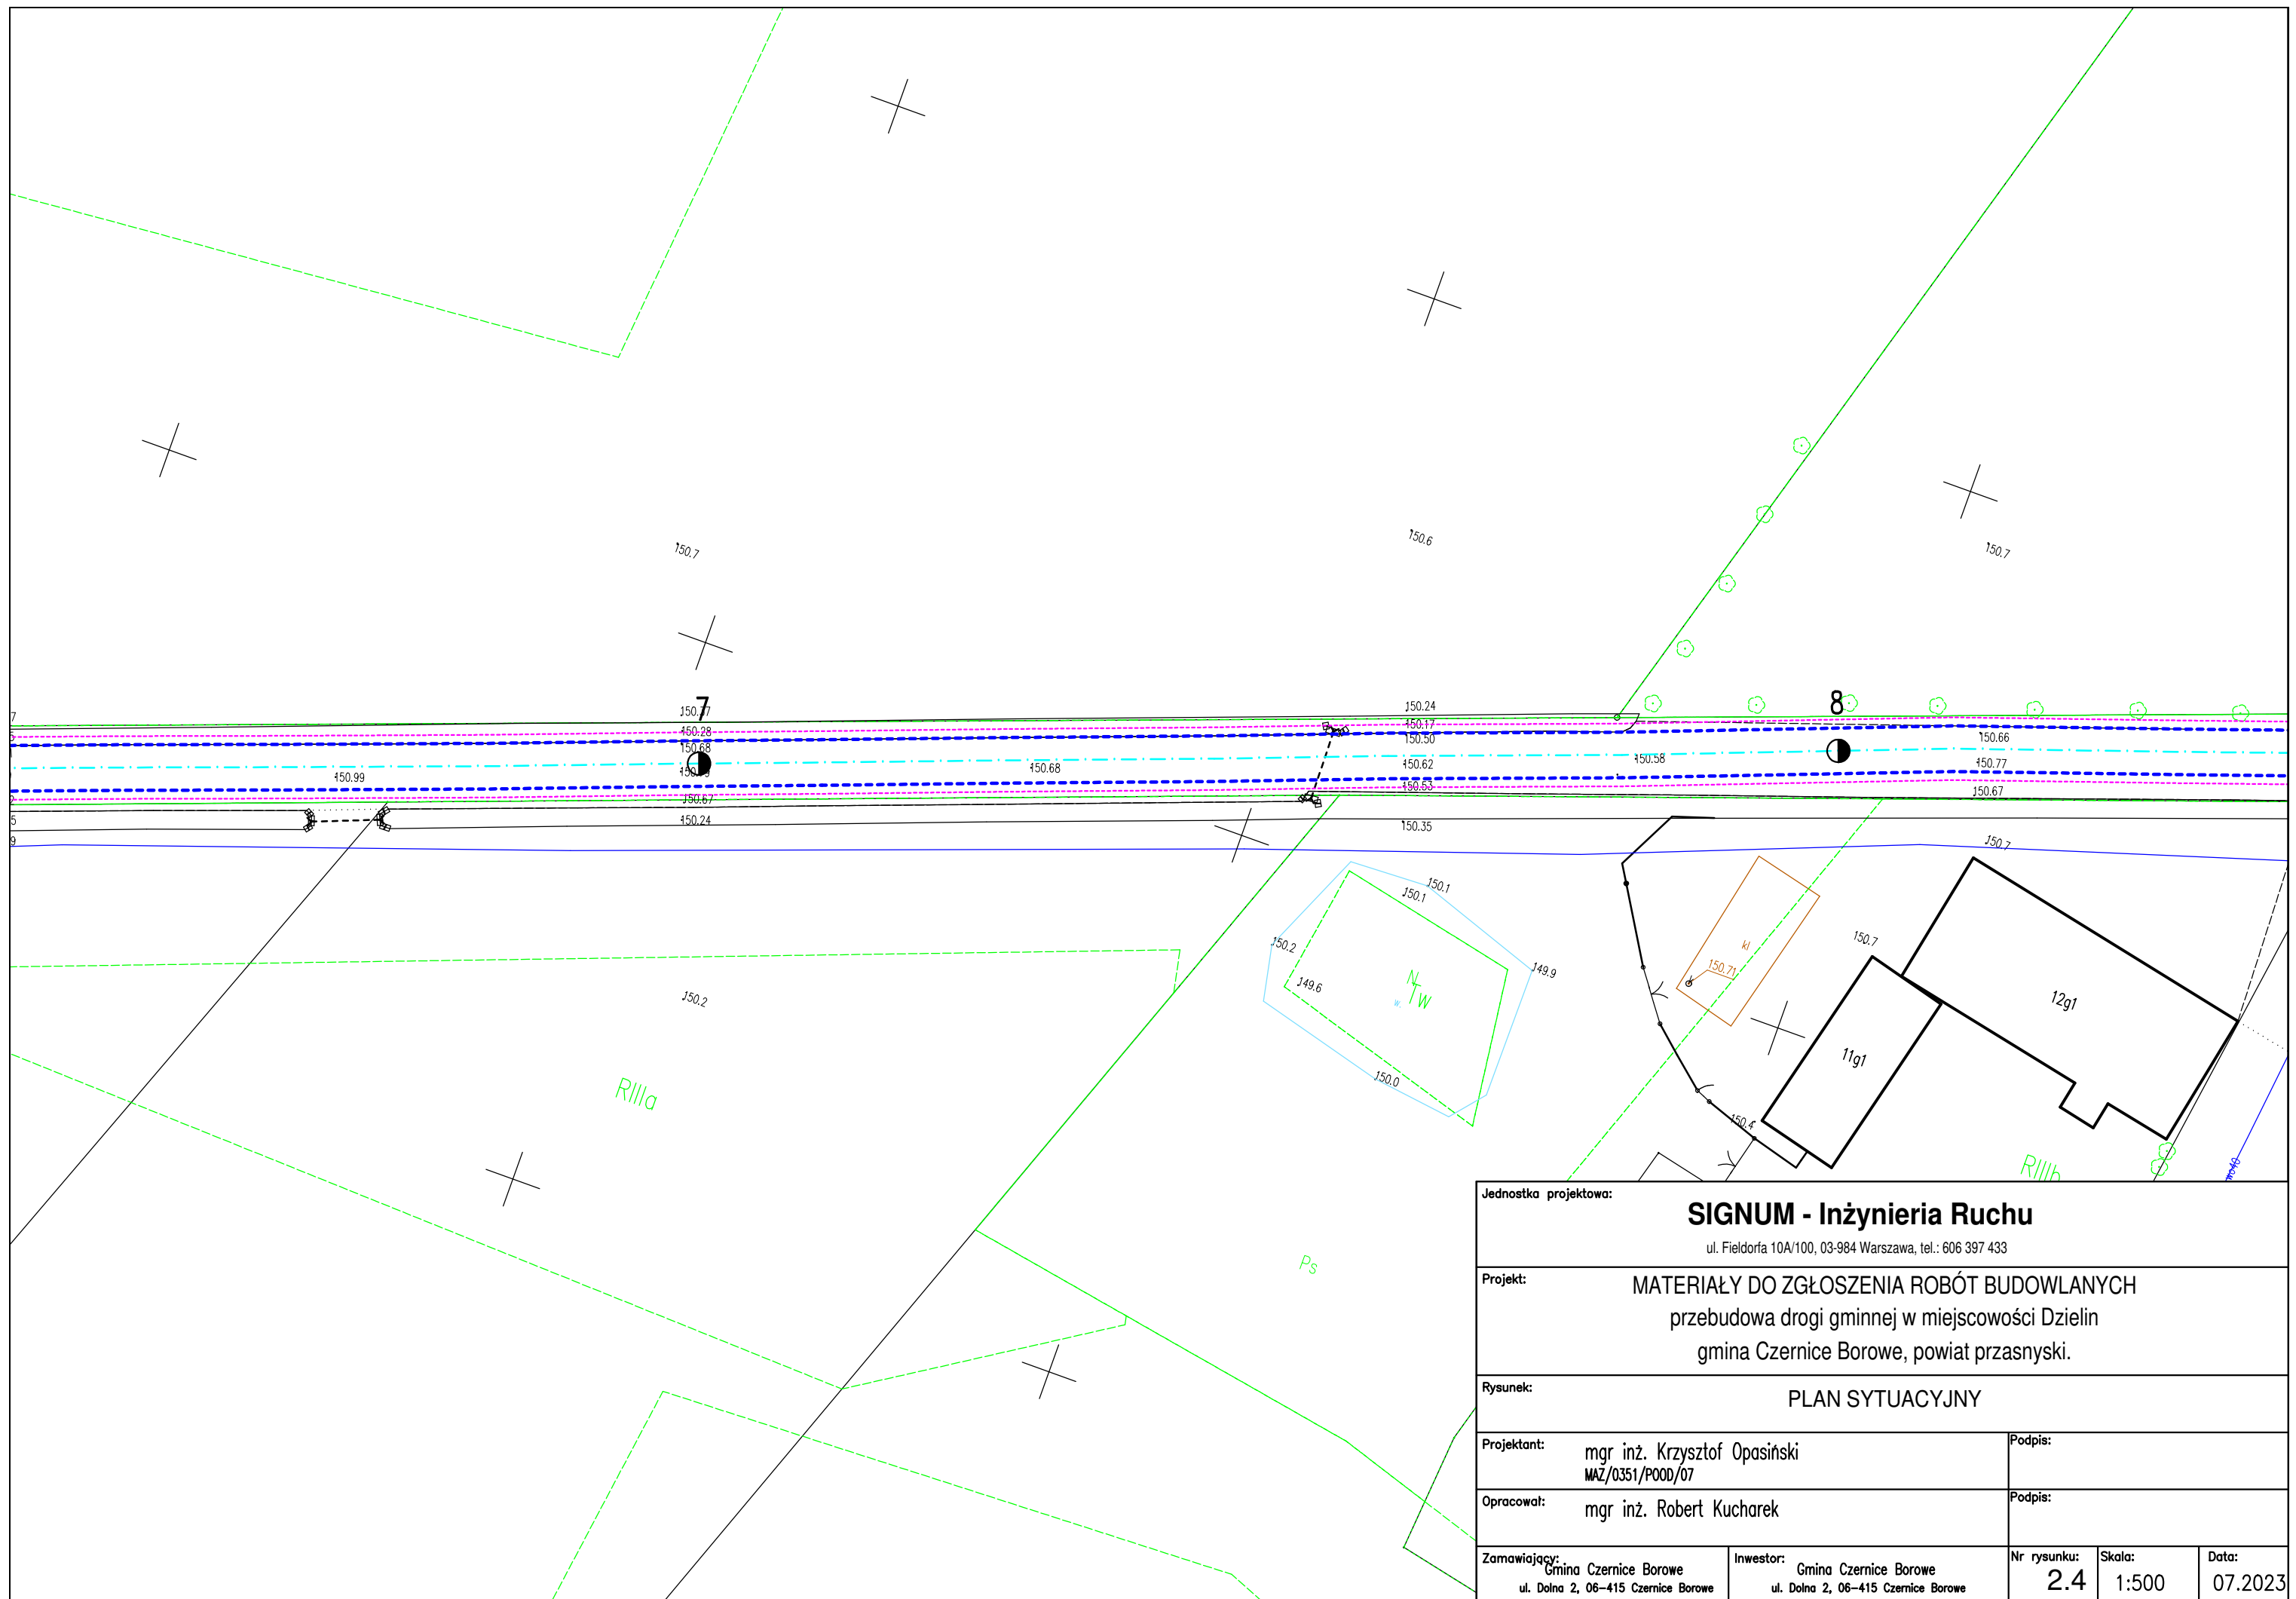 150.7
150.6
150.7
7
8
150.28
150.68
150.24
150.17
150.50
150.66
150.99
150.68
150.62
150.58
150.77
150.67
150.53
150.67
150.24
150.35
150.7
150.1
150.1
150.2
149.6
149.9
N
Tw
w.
150.0
kl
150.71
k
150.7
12g1
11g1
150.4
150.2
RIIIa
RIIIb
wo40
Ps
Jednostka projektowa:
SIGNUM - Inżynieria Ruchu
ul. Fieldorfa 10A/100, 03-984 Warszawa, tel.: 606 397 433
Projekt:
MATERIAŁY DO ZGŁOSZENIA ROBÓT BUDOWLANYCH
przebudowa drogi gminnej w miejscowości Dzielin
gmina Czernice Borowe, powiat przasnyski.
Rysunek:
PLAN SYTUACYJNY
Projektant:
mgr inż. Krzysztof Opasiński
MAZ/0351/POOD/07
Podpis:
Opracował:
mgr inż. Robert Kucharek
Podpis:
Zamawiający:
Gmina Czernice Borowe
ul. Dolna 2, 06-415 Czernice Borowe
Inwestor:
Gmina Czernice Borowe
ul. Dolna 2, 06-415 Czernice Borowe
Nr rysunku:
2.4
Skala:
1:500
Data:
07.2023